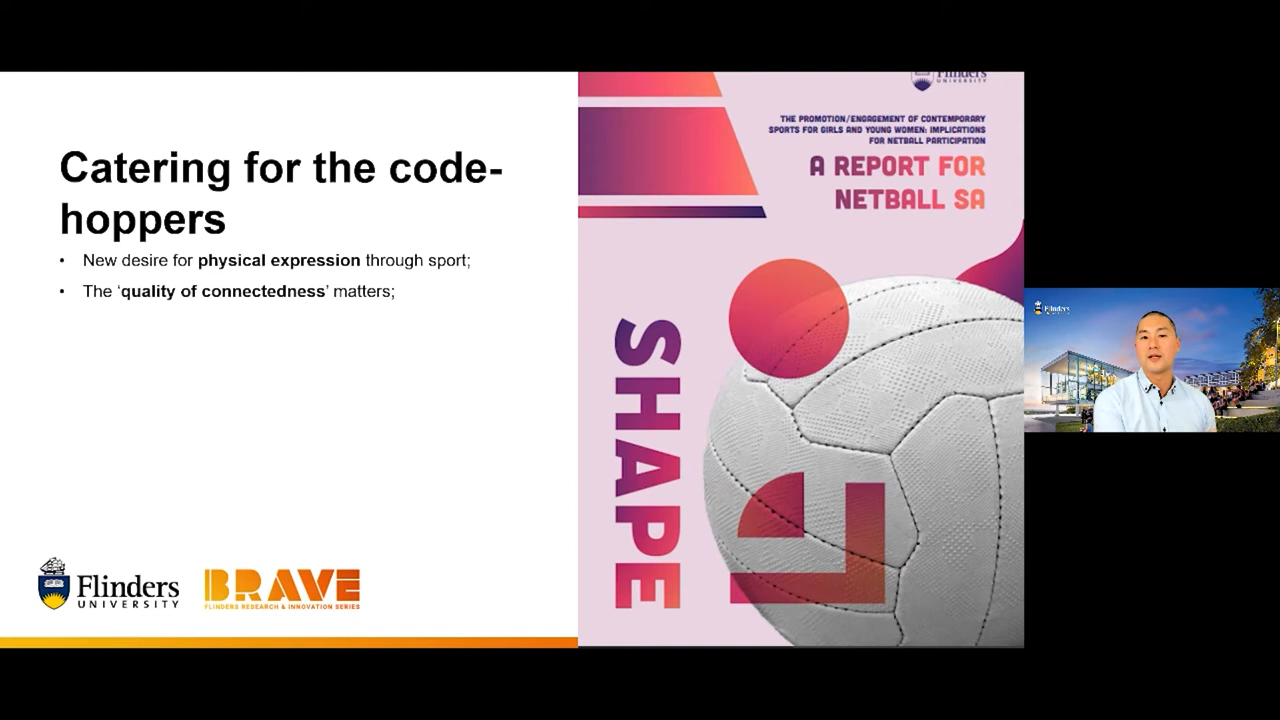 Catering for the code-
hoppers
• New desire for physical expression through sport;
• The ‘quality of connectedness’ matters;
Flinders
UNIVERSITY
BRAVE
FLINDERS RESEARCH & INNOVATION SERIES
Flinders
UNIVERSITY
THE PROMOTION/ENGAGEMENT OF CONTEMPORARY
SPORTS FOR GIRLS AND YOUNG WOMEN: IMPLICATIONS
FOR NETBALL PARTICIPATION
A REPORT FOR
NETBALL SA
SHAPE
Flinders